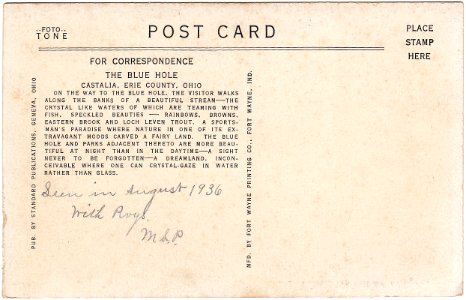 ..FOTO..
TONE
POST CARD
PLACE
STAMP
HERE
FOR CORRESPONDENCE
THE BLUE HOLE
CASTALIA, ERIE COUNTY, OHIO
ON THE WAY TO THE BLUE HOLE, THE VISITOR WALKS
ALONG THE BANKS OF A BEAUTIFUL STREAM—THE
CRYSTAL LIKE WATERS OF WHICH ARE TEAMING WITH
FISH, SPECKLED BEAUTIES — RAINBOWS, BROWNS,
EASTERN BROOK AND LOCH LEVEN TROUT. A SPORTS-
MAN'S PARADISE WHERE NATURE IN ONE OF ITS EX-
TRAVAGANT MOODS CARVED A FAIRY LAND. THE BLUE
HOLE AND PARKS ADJACENT THERETO ARE MORE BEAU-
TIFUL AT NIGHT THAN IN THE DAYTIME—A SIGHT
NEVER TO BE FORGOTTEN—A DREAMLAND, INCON-
CEIVABLE WHERE ONE CAN CRYSTAL-GAZE IN WATER
RATHER THAN GLASS.
Seen in August 1936
With Roys.
PUB. BY STANDARD PUBLICATIONS, GENEVA, OHIO
MFD. BY FORT WAYNE PRINTING CO., FORT WAYNE, IND.